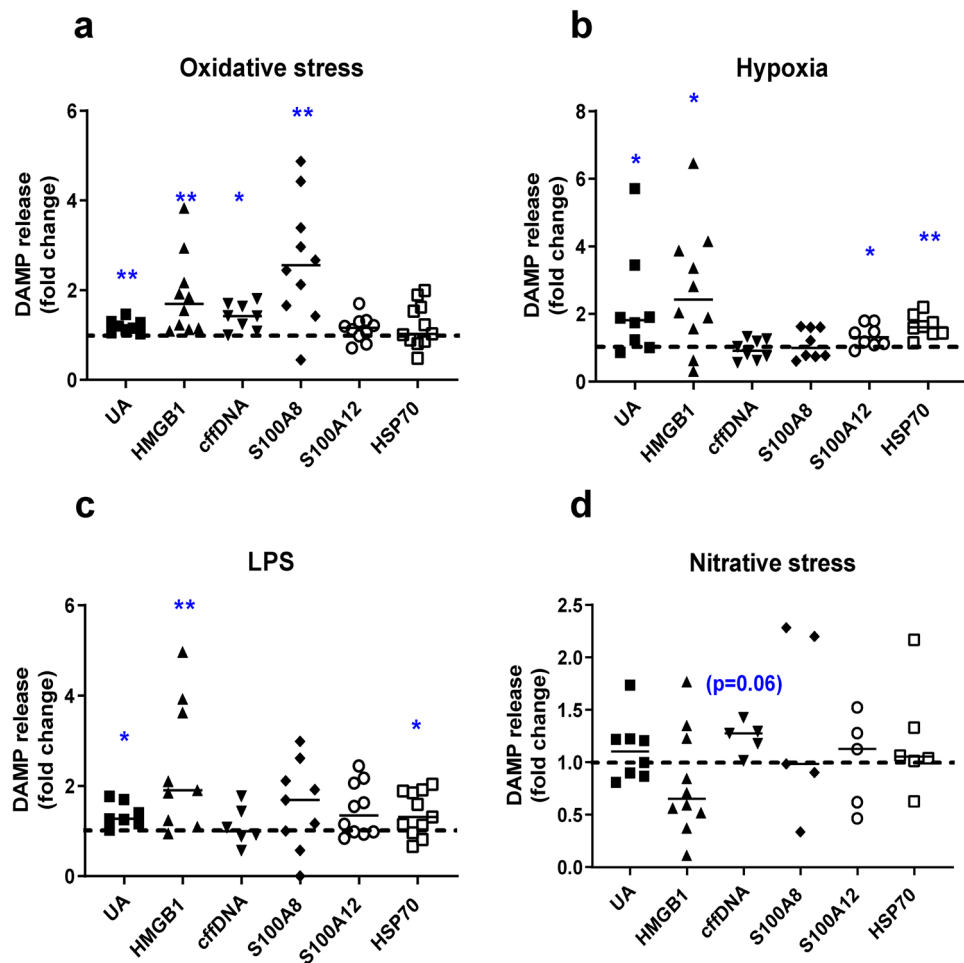 a
Oxidative stress
DAMP release
(fold change)
6
4
2
0
**
**
*
**
UA
HMGB1
cffDNA
S100A8
S100A12
HSP70
b
Hypoxia
DAMP release
(fold change)
8
6
4
2
0
*
*
*
**
UA
HMGB1
cffDNA
S100A8
S100A12
HSP70
c
LPS
DAMP release
(fold change)
6
4
2
0
*
**
*
UA
HMGB1
cffDNA
S100A8
S100A12
HSP70
d
Nitrative stress
DAMP release
(fold change)
2.5
2.0
1.5
1.0
0.5
0.0
(p=0.06)
UA
HMGB1
cffDNA
S100A8
S100A12
HSP70